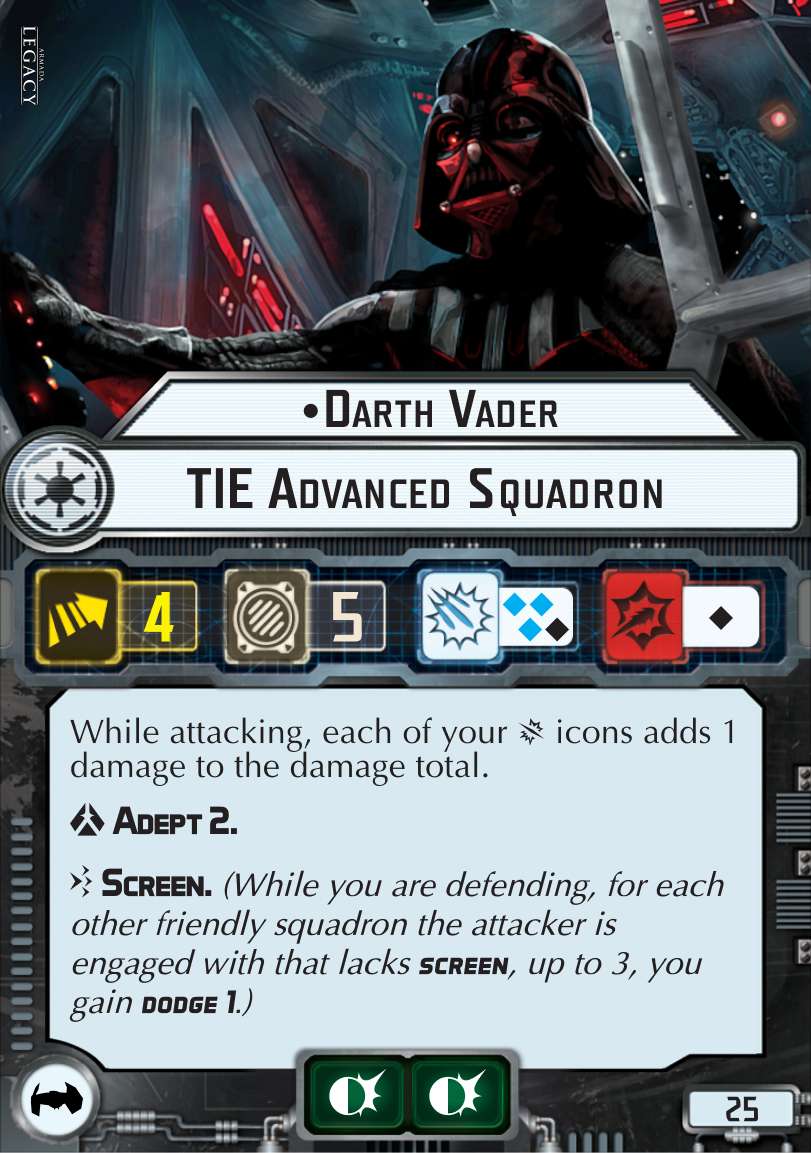 ARMADA
LEGACY
•DARTH VADER
TIE ADVANCED SQUADRON
4 5
While attacking, each of your icons adds 1
damage to the damage total.
ADEPT 2.
SCREEN. (While you are defending, for each
other friendly squadron the attacker is
engaged with that lacks SCREEN, up to 3, you
gain DODGE 1.)
25